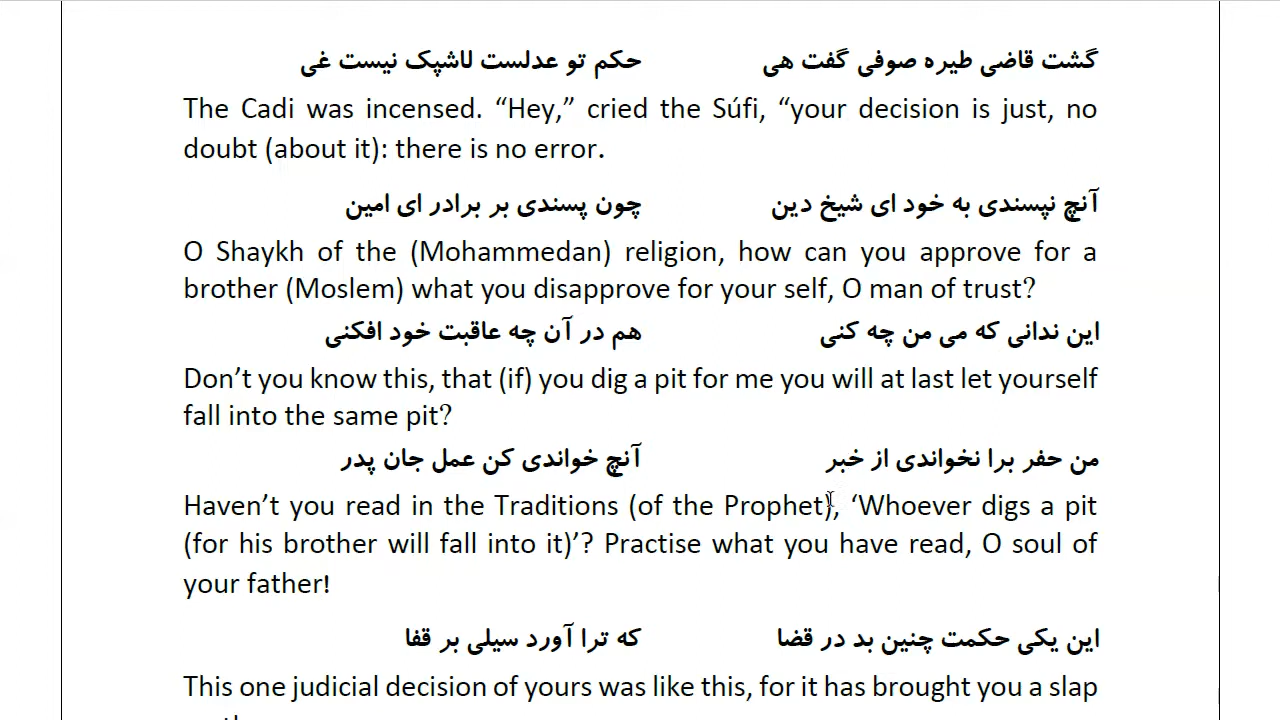 گشت قاضی طیره صوفی گفت هی حکم تو عدلست لاشپک نیست غی
The Cadi was incensed. “Hey,” cried the Súfi, “your decision is just, no
doubt (about it): there is no error.
آنچ نپسندی به خود ای شیخ دین چون پسندی بر برادر ای امین
O Shaykh of the (Mohammedan) religion, how can you approve for a
brother (Moslem) what you disapprove for your self, O man of trust?
این ندانی که می من چه کنی هم در آن چه عاقبت خود افکنی
Don’t you know this, that (if) you dig a pit for me you will at last let yourself
fall into the same pit?
من حفر برا نخواندی از خبر آنچ خواندی کن عمل جان پدر
Haven’t you read in the Traditions (of the Prophet), ‘Whoever digs a pit
(for his brother will fall into it)’? Practise what you have read, O soul of
your father!
این یکی حکمت چنین بد در قضا که ترا آورد سیلی بر قفا
This one judicial decision of yours was like this, for it has brought you a slap